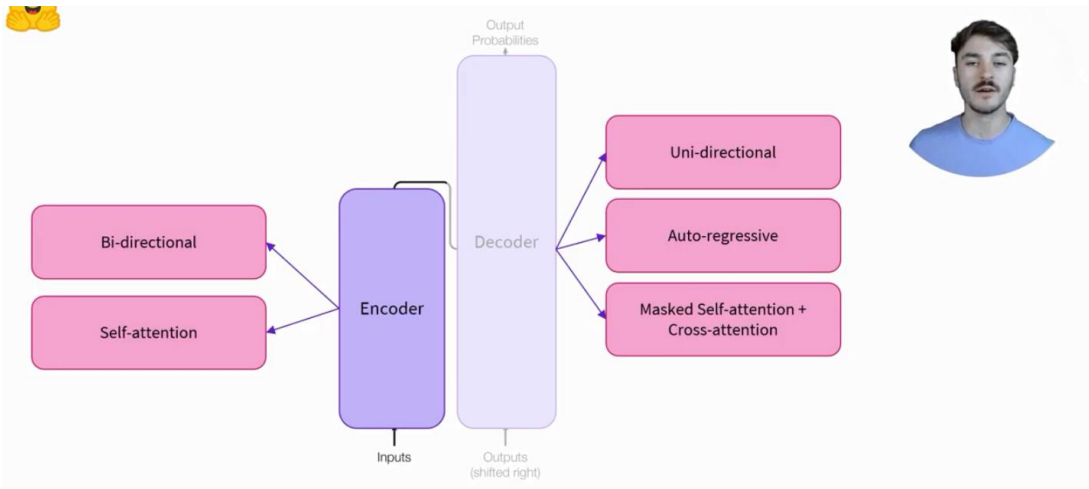 Output
Probabilities
Uni-directional
Bi-directional
Decoder
Auto-regressive
Self-attention
Encoder
Masked Self-attention +
Cross-attention
Inputs
Outputs
(shifted right)